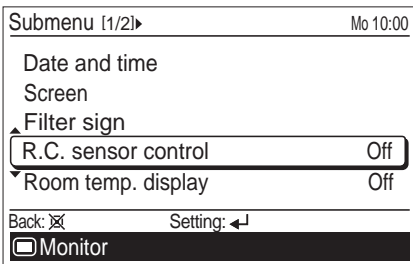 Submenu [1/2] Mo 10:00
Date and time
Screen
Filter sign
R.C. sensor control Off
Room temp. display Off
Back: Setting:
Monitor